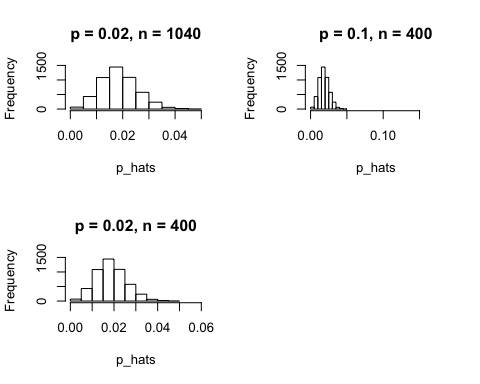 p = 0.02, n = 1040
Frequency
0 1500
0.00 0.02 0.04
p_hats
p = 0.1, n = 400
Frequency
0 1500
0.00 0.10
p_hats
p = 0.02, n = 400
Frequency
0 1500
0.00 0.02 0.04 0.06
p_hats